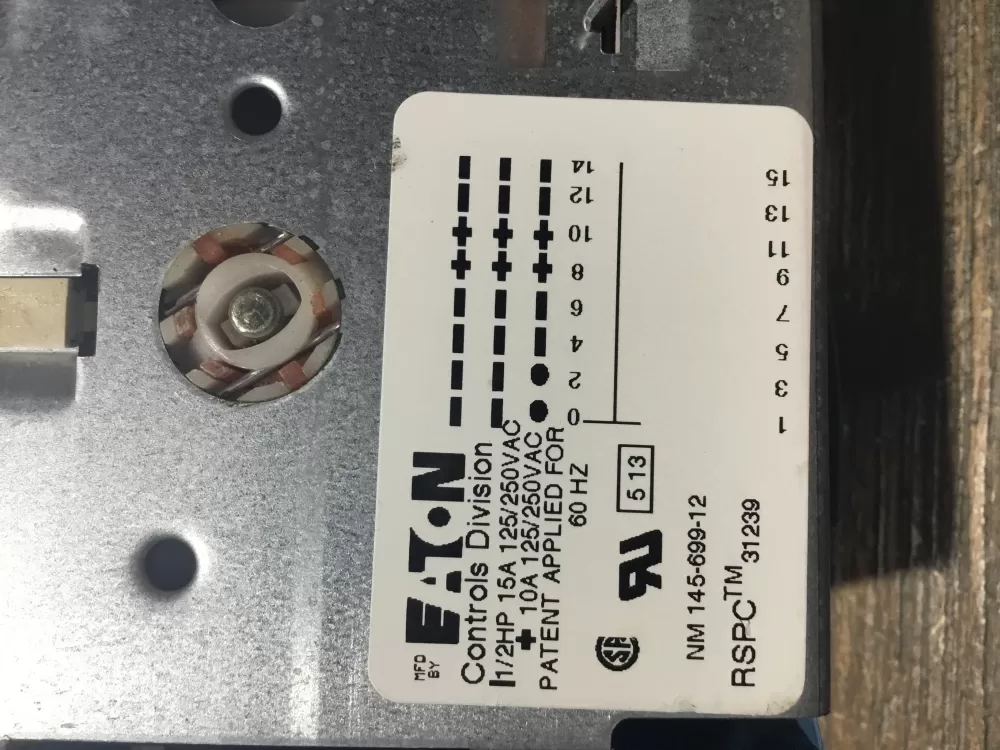 MFD
BY
EATON
Controls Division
1/2HP 15A 125/250VAC
+ 10A 125/250VAC
PATENT APPLIED FOR
60 HZ
5 13
NM 145-699-12
RSPC™ 31239
0 2 4 6 8 10 12 14
1 3 5 7 9 11 13 15